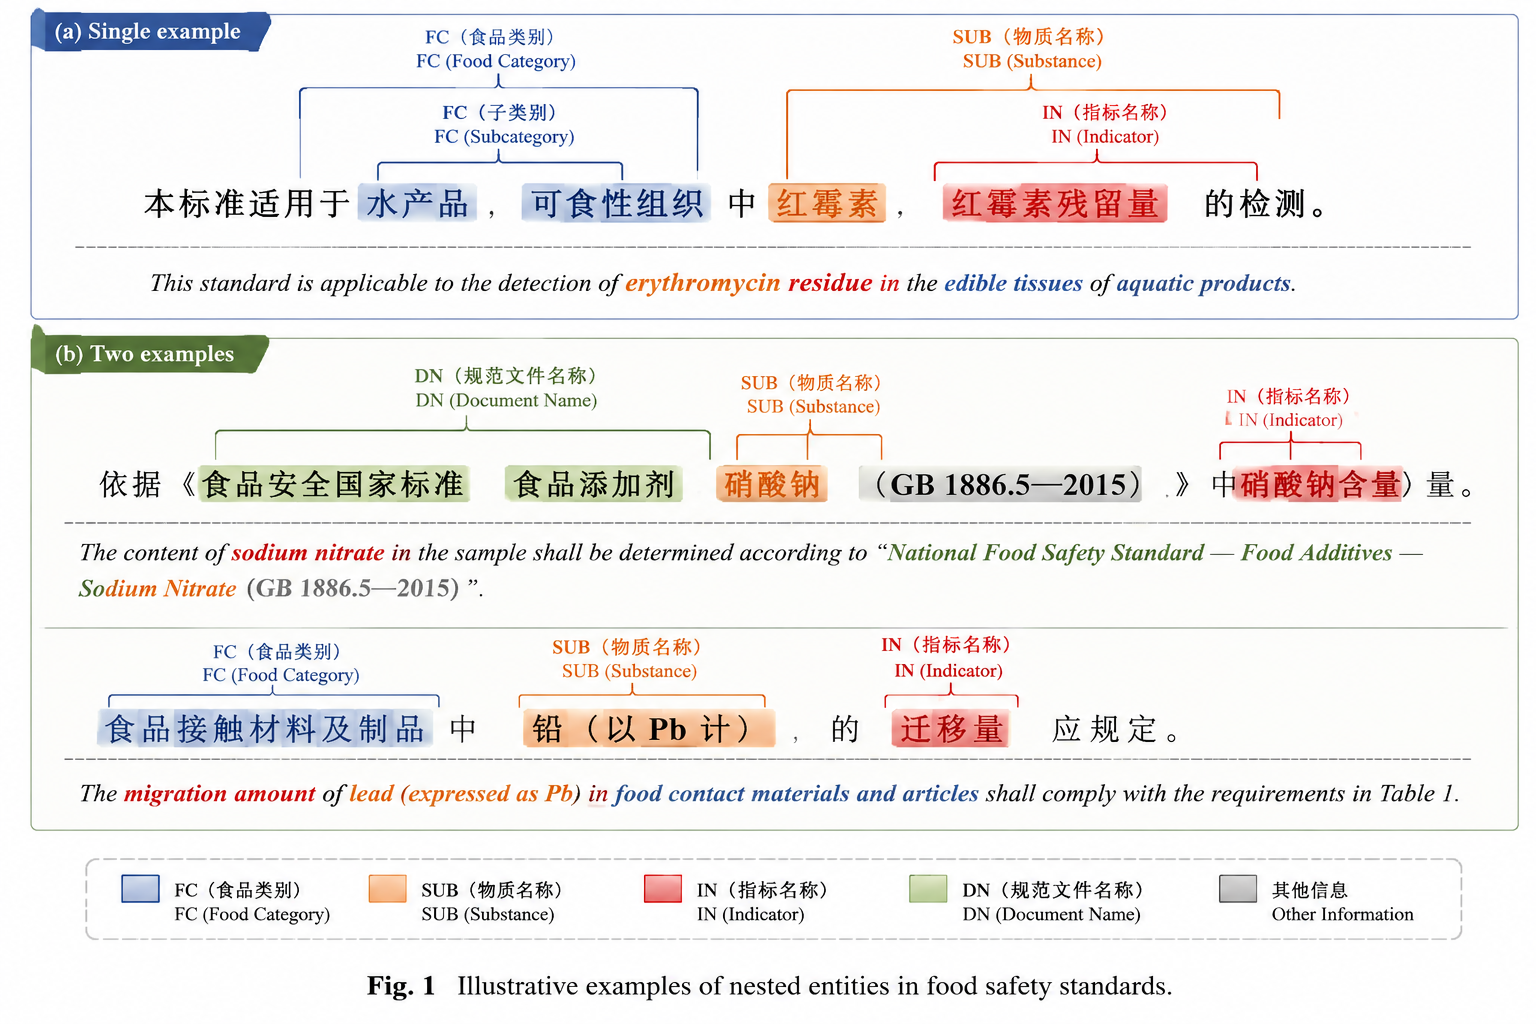 (a) Single example
FC（食品类别）
FC (Food Category)
SUB（物质名称）
SUB (Substance)
FC（子类别）
FC (Subcategory)
IN（指标名称）
IN (Indicator)
本标准适用于 水产品 ， 可食性组织 中 红霉素 ， 红霉素残留量 的检测。
This standard is applicable to the detection of erythromycin residue in the edible tissues of aquatic products.
(b) Two examples
DN（规范文件名称）
DN (Document Name)
SUB（物质名称）
SUB (Substance)
IN（指标名称）
IN (Indicator)
依据《食品安全国家标准 食品添加剂 硝酸钠 （GB 1886.5—2015） .》 中硝酸钠含量）量。
The content of sodium nitrate in the sample shall be determined according to “National Food Safety Standard — Food Additives —
Sodium Nitrate (GB 1886.5—2015) ”.
FC（食品类别）
FC (Food Category)
SUB（物质名称）
SUB (Substance)
IN（指标名称）
IN (Indicator)
食品接触材料及制品 中 铅（以 Pb 计） ， 的 迁移量 应规定。
The migration amount of lead (expressed as Pb) in food contact materials and articles shall comply with the requirements in Table 1.
FC（食品类别）
FC (Food Category)
SUB（物质名称）
SUB (Substance)
IN（指标名称）
IN (Indicator)
DN（规范文件名称）
DN (Document Name)
其他信息
Other Information
Fig. 1 Illustrative examples of nested entities in food safety standards.